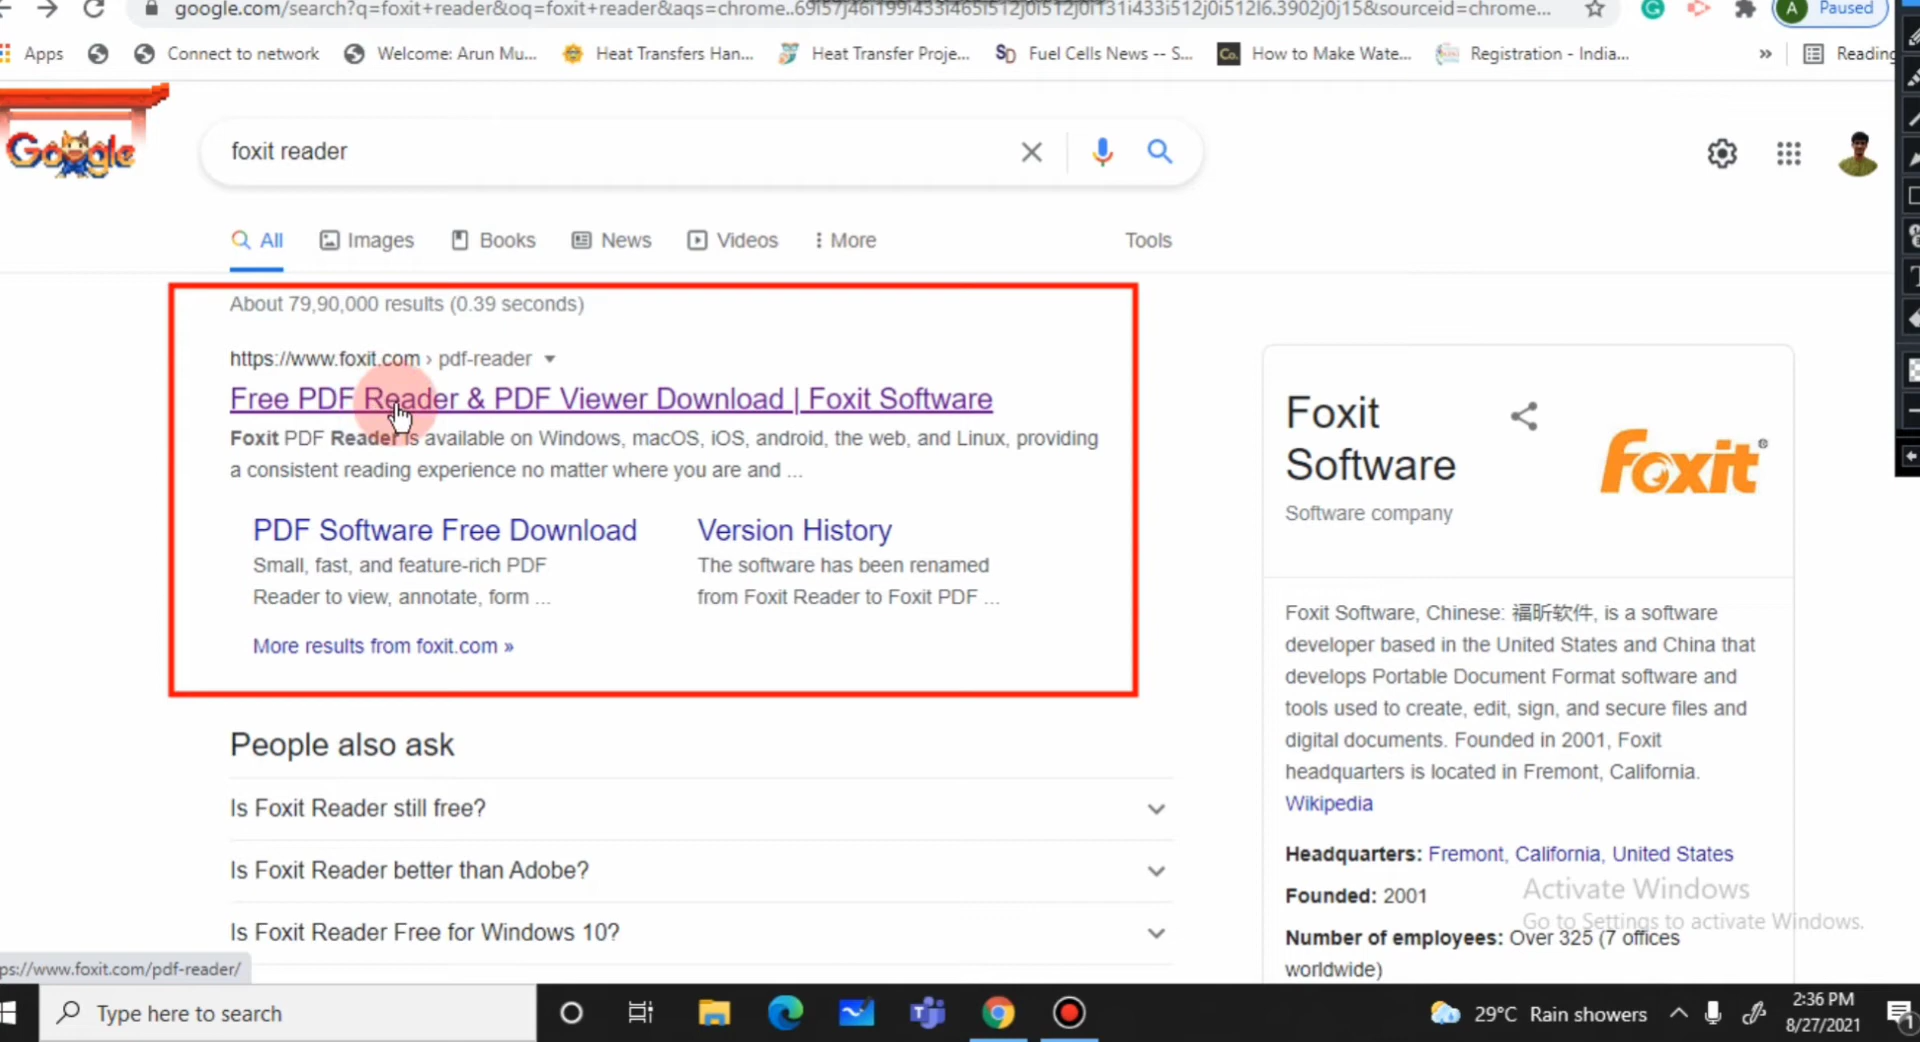 google.com/search?q=foxit+reader&oq=foxit+reader&aqs=chrome..69i57j46i199i433i465i512j0i512j0i131i433i512j0i512l6.3902j0j15&sourceid=chrome...
A Paused
Apps Connect to network Welcome: Arun Mu... Heat Transfers Han... Heat Transfer Proje... SD Fuel Cells News -- S... Co. How to Make Wate... Registration - India... » Reading
Google
foxit reader
All Images Books News Videos More Tools
About 79,90,000 results (0.39 seconds)
https://www.foxit.com › pdf-reader
Free PDF Reader & PDF Viewer Download | Foxit Software
Foxit PDF Reader is available on Windows, macOS, iOS, android, the web, and Linux, providing
a consistent reading experience no matter where you are and ...
PDF Software Free Download
Small, fast, and feature-rich PDF
Reader to view, annotate, form ...
Version History
The software has been renamed
from Foxit Reader to Foxit PDF ...
More results from foxit.com »
People also ask
Is Foxit Reader still free?
Is Foxit Reader better than Adobe?
Is Foxit Reader Free for Windows 10?
Foxit
Software
Software company
foxit®
Foxit Software, Chinese: 福昕软件, is a software
developer based in the United States and China that
develops Portable Document Format software and
tools used to create, edit, sign, and secure files and
digital documents. Founded in 2001, Foxit
headquarters is located in Fremont, California.
Wikipedia
Headquarters: Fremont, California, United States
Founded: 2001
Number of employees: Over 325 (7 offices
worldwide)
Activate Windows
Go to Settings to activate Windows.
ps://www.foxit.com/pdf-reader/
Type here to search
29°C Rain showers
2:36 PM
8/27/2021
1